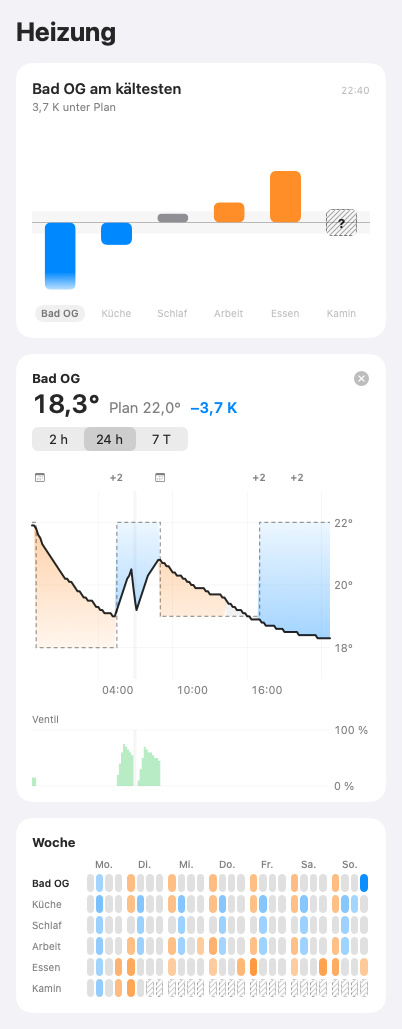 Heizung
Bad OG am kältesten
22:40
3,7 K unter Plan
?
Bad OG Küche Schlaf Arbeit Essen Kamin
Bad OG
18,3° Plan 22,0° −3,7 K
2 h 24 h 7 T
+2 +2 +2
22°
20°
18°
04:00 10:00 16:00
Ventil
100 %
0 %
Woche
Mo. Di. Mi. Do. Fr. Sa. So.
Bad OG
Küche
Schlaf
Arbeit
Essen
Kamin